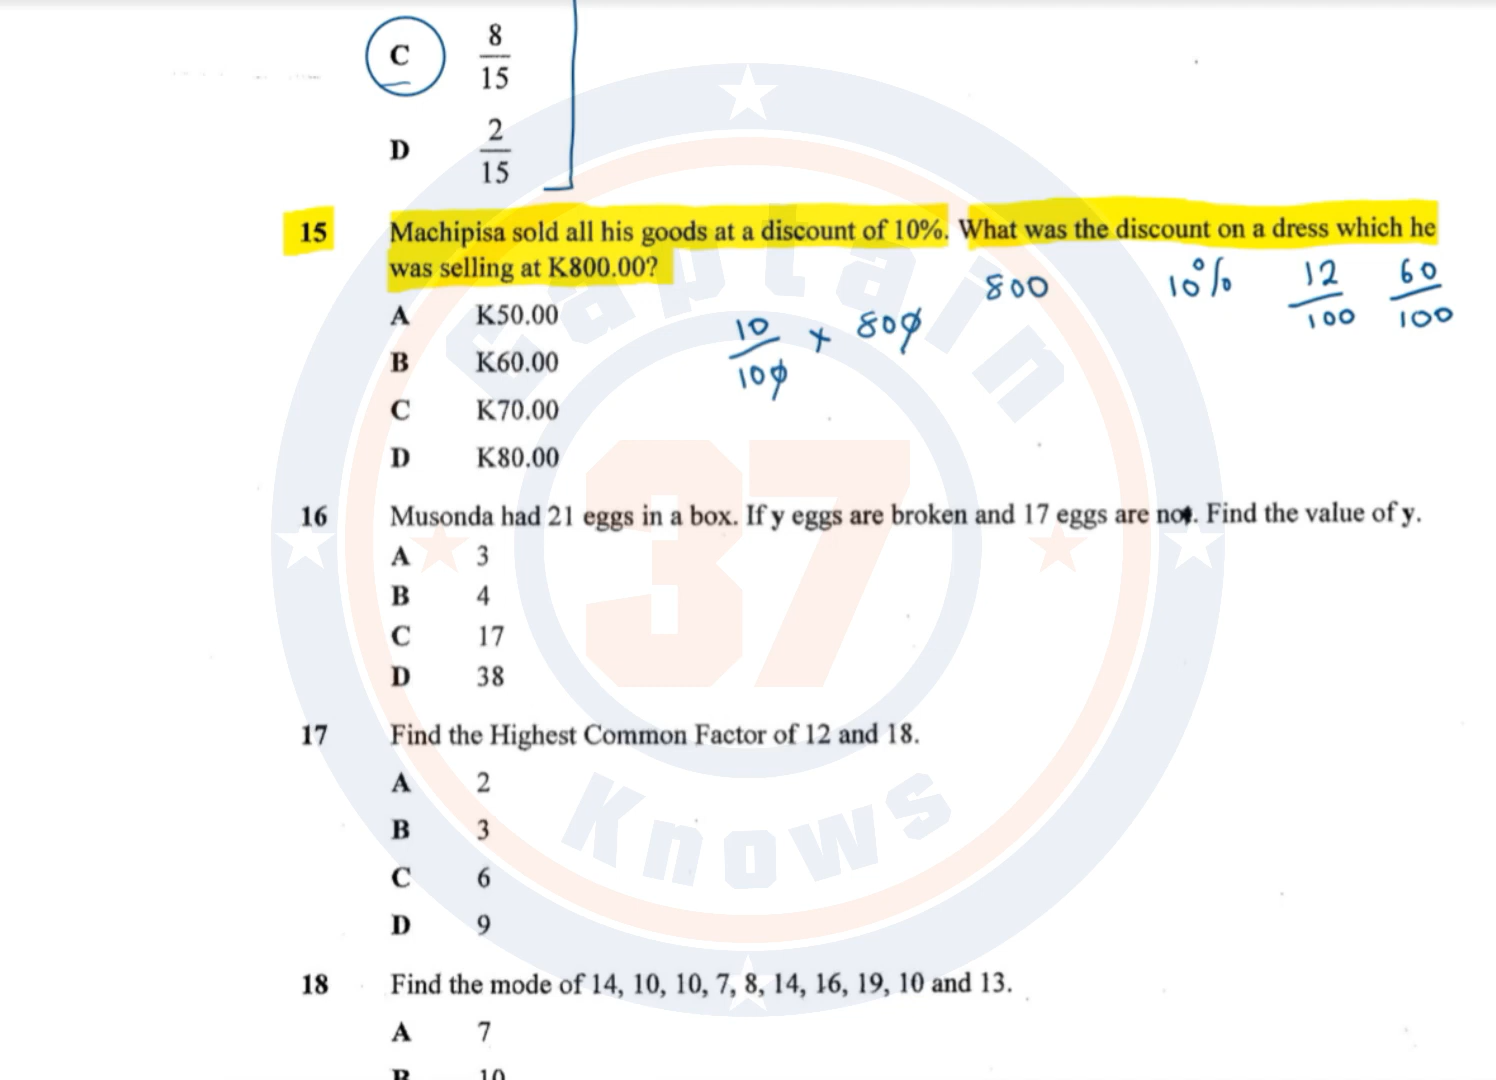 C 8/15
D 2/15
15 Machipisa sold all his goods at a discount of 10%. What was the discount on a dress which he
was selling at K800.00?
800 10% 12/100 60/100
A K50.00
10/100 × 800
B K60.00
C K70.00
D K80.00
16 Musonda had 21 eggs in a box. If y eggs are broken and 17 eggs are not. Find the value of y.
A 3
B 4
C 17
D 38
17 Find the Highest Common Factor of 12 and 18.
A 2
B 3
C 6
D 9
18 Find the mode of 14, 10, 10, 7, 8, 14, 16, 19, 10 and 13.
A 7
B 10
Captain
37
Knows